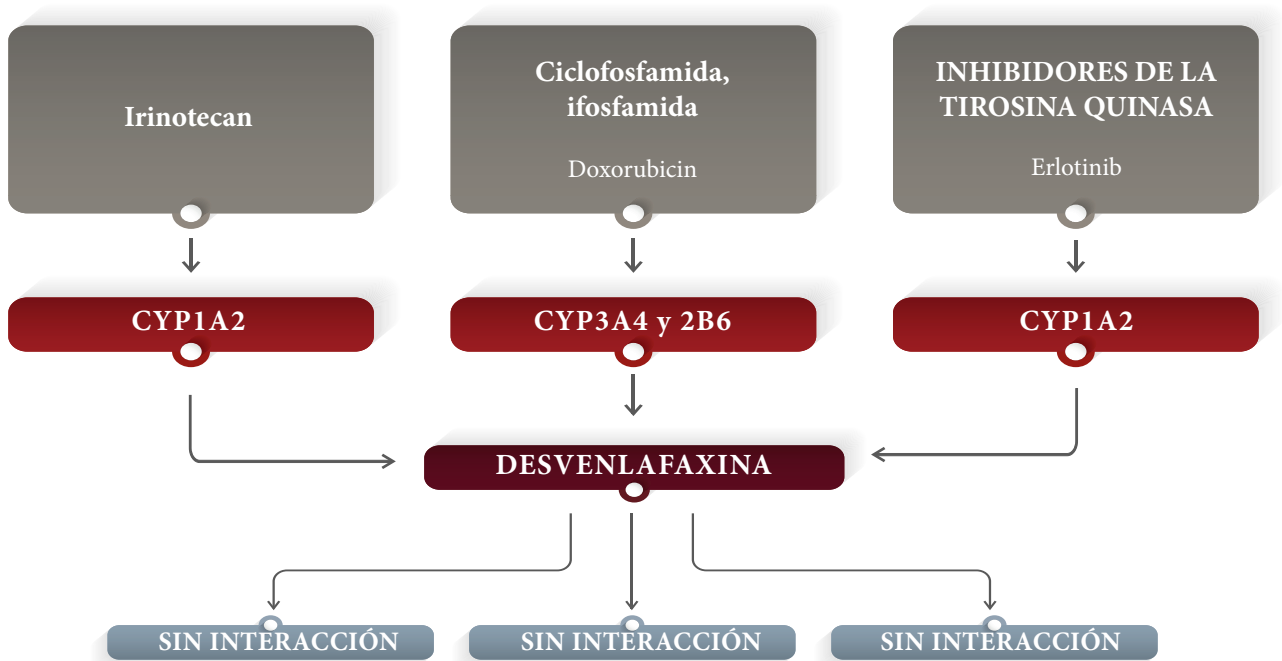 Irinotecan
Ciclofosfamida,
ifosfamida
Doxorubicin
INHIBIDORES DE LA
TIROSINA QUINASA
Erlotinib
CYP1A2
CYP3A4 y 2B6
CYP1A2
DESVENLAFAXINA
SIN INTERACCIÓN
SIN INTERACCIÓN
SIN INTERACCIÓN